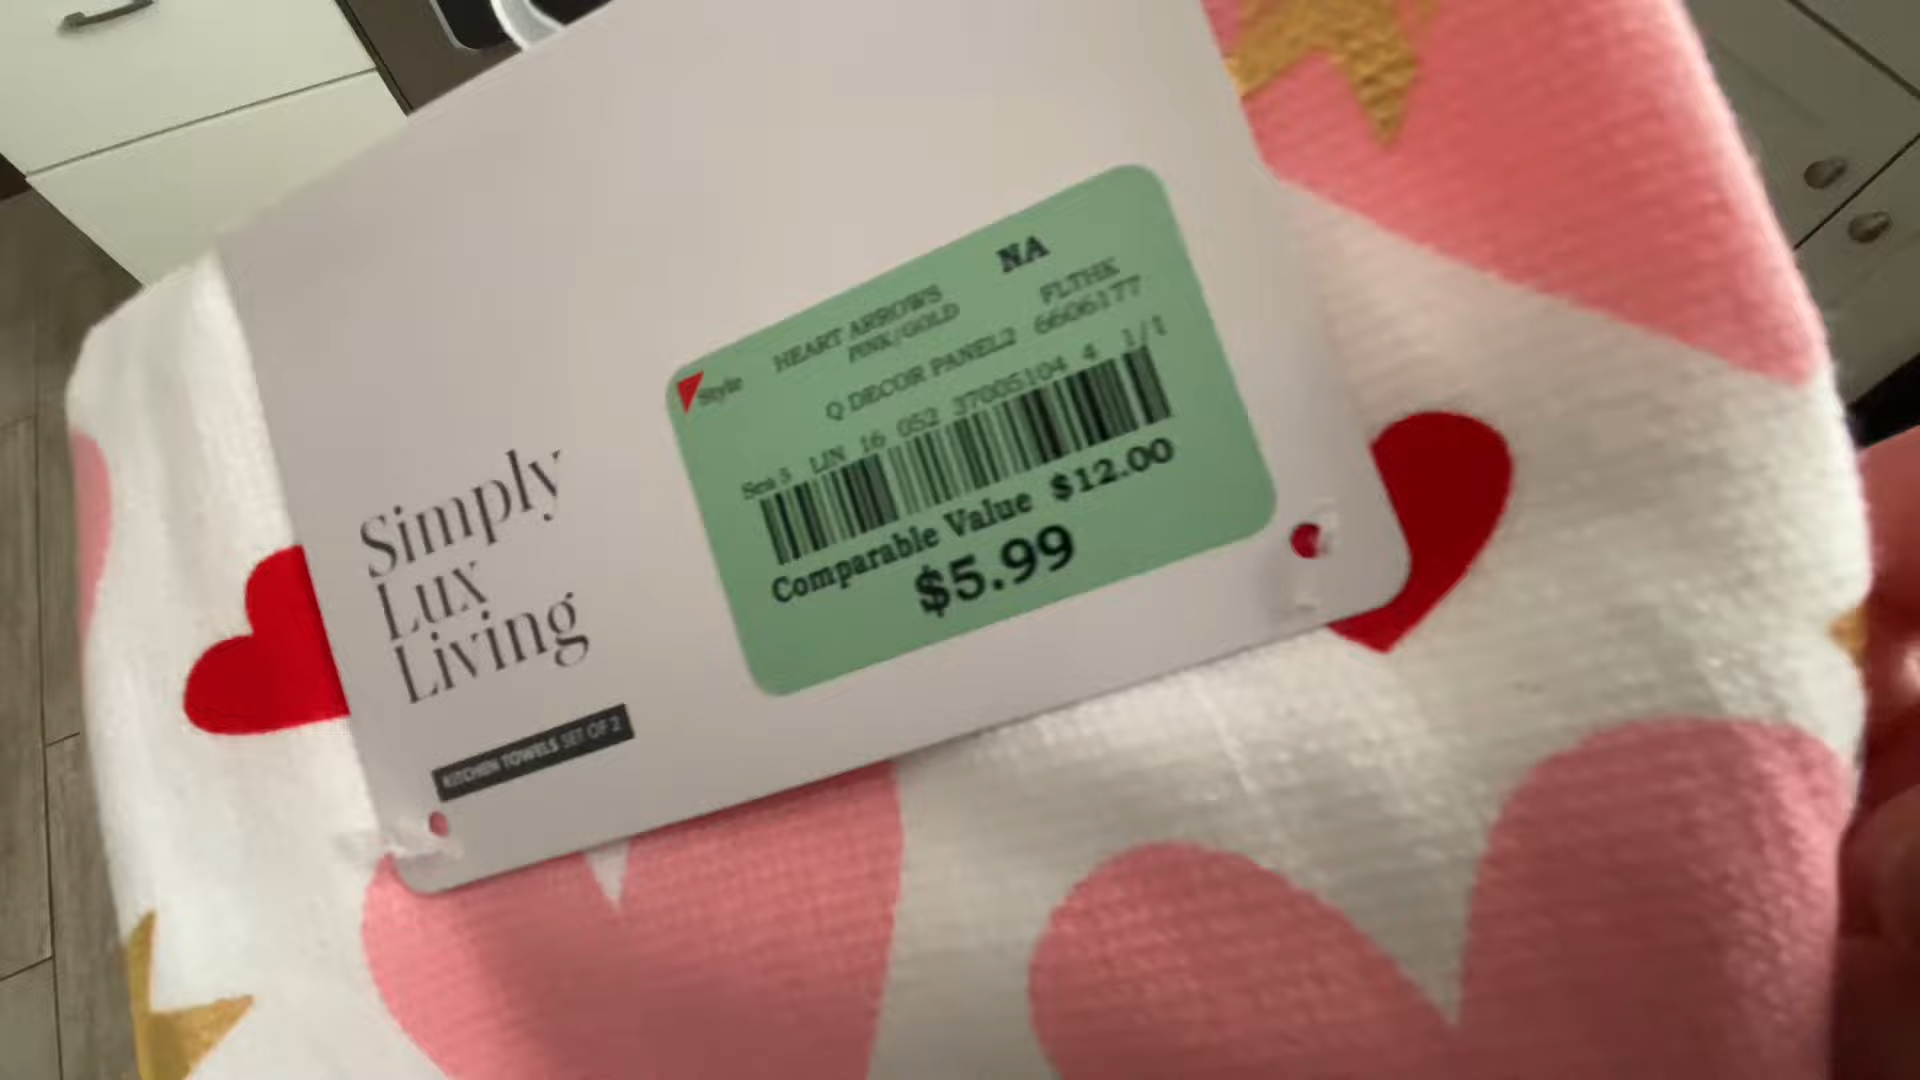 NA
HEART ARROWS FLTHK
Style PINK/GOLD 6606177
Q DECOR PANEL2
Sea 5 LIN 16 052 37005104 4 1/1
Comparable Value $12.00
$5.99
Simply
Lux
Living
KITCHEN TOWELS SET OF 2